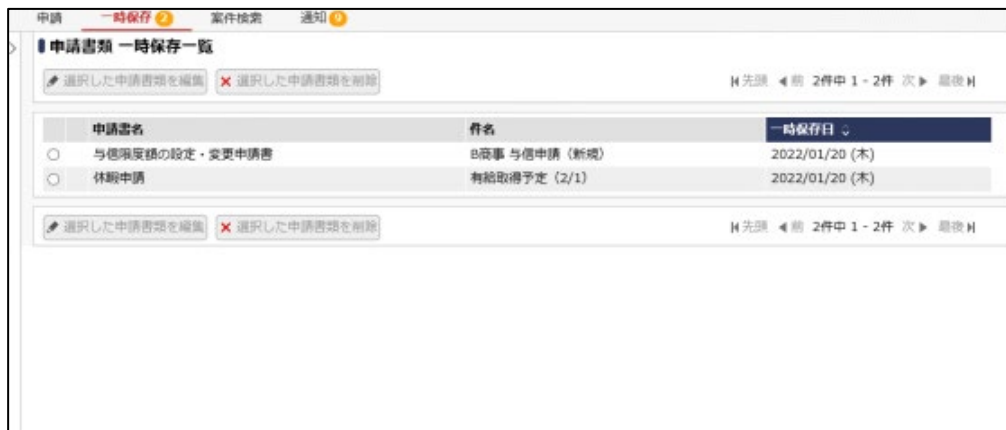 申請 一時保存 2 案件検索 通知 9
申請書類 一時保存一覧
選択した申請書類を編集 選択した申請書類を削除 先頭 前 2件中 1 - 2件 次 最後
申請書名 件名 一時保存日
与信限度額の設定・変更申請書 B商事 与信申請（新規） 2022/01/20 (木)
休暇申請 有給取得予定（2/1） 2022/01/20 (木)
選択した申請書類を編集 選択した申請書類を削除 先頭 前 2件中 1 - 2件 次 最後